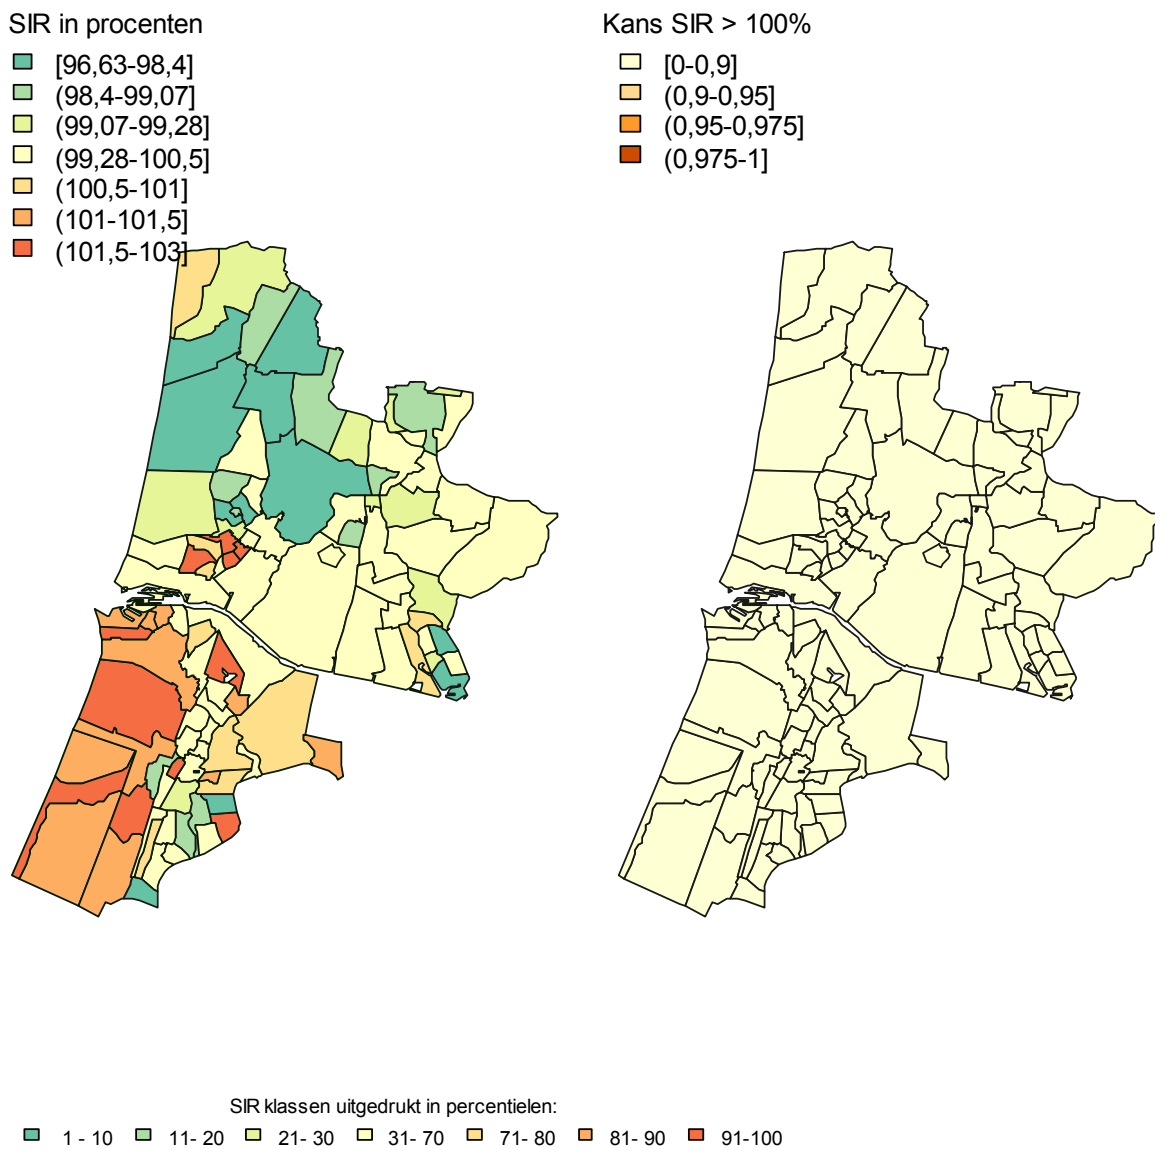 SIR in procenten
[96,63-98,4]
(98,4-99,07]
(99,07-99,28]
(99,28-100,5]
(100,5-101]
(101-101,5]
(101,5-103]
Kans SIR > 100%
[0-0,9]
(0,9-0,95]
(0,95-0,975]
(0,975-1]
SIR klassen uitgedrukt in percentielen:
1 - 10 11- 20 21- 30 31- 70 71- 80 81- 90 91-100